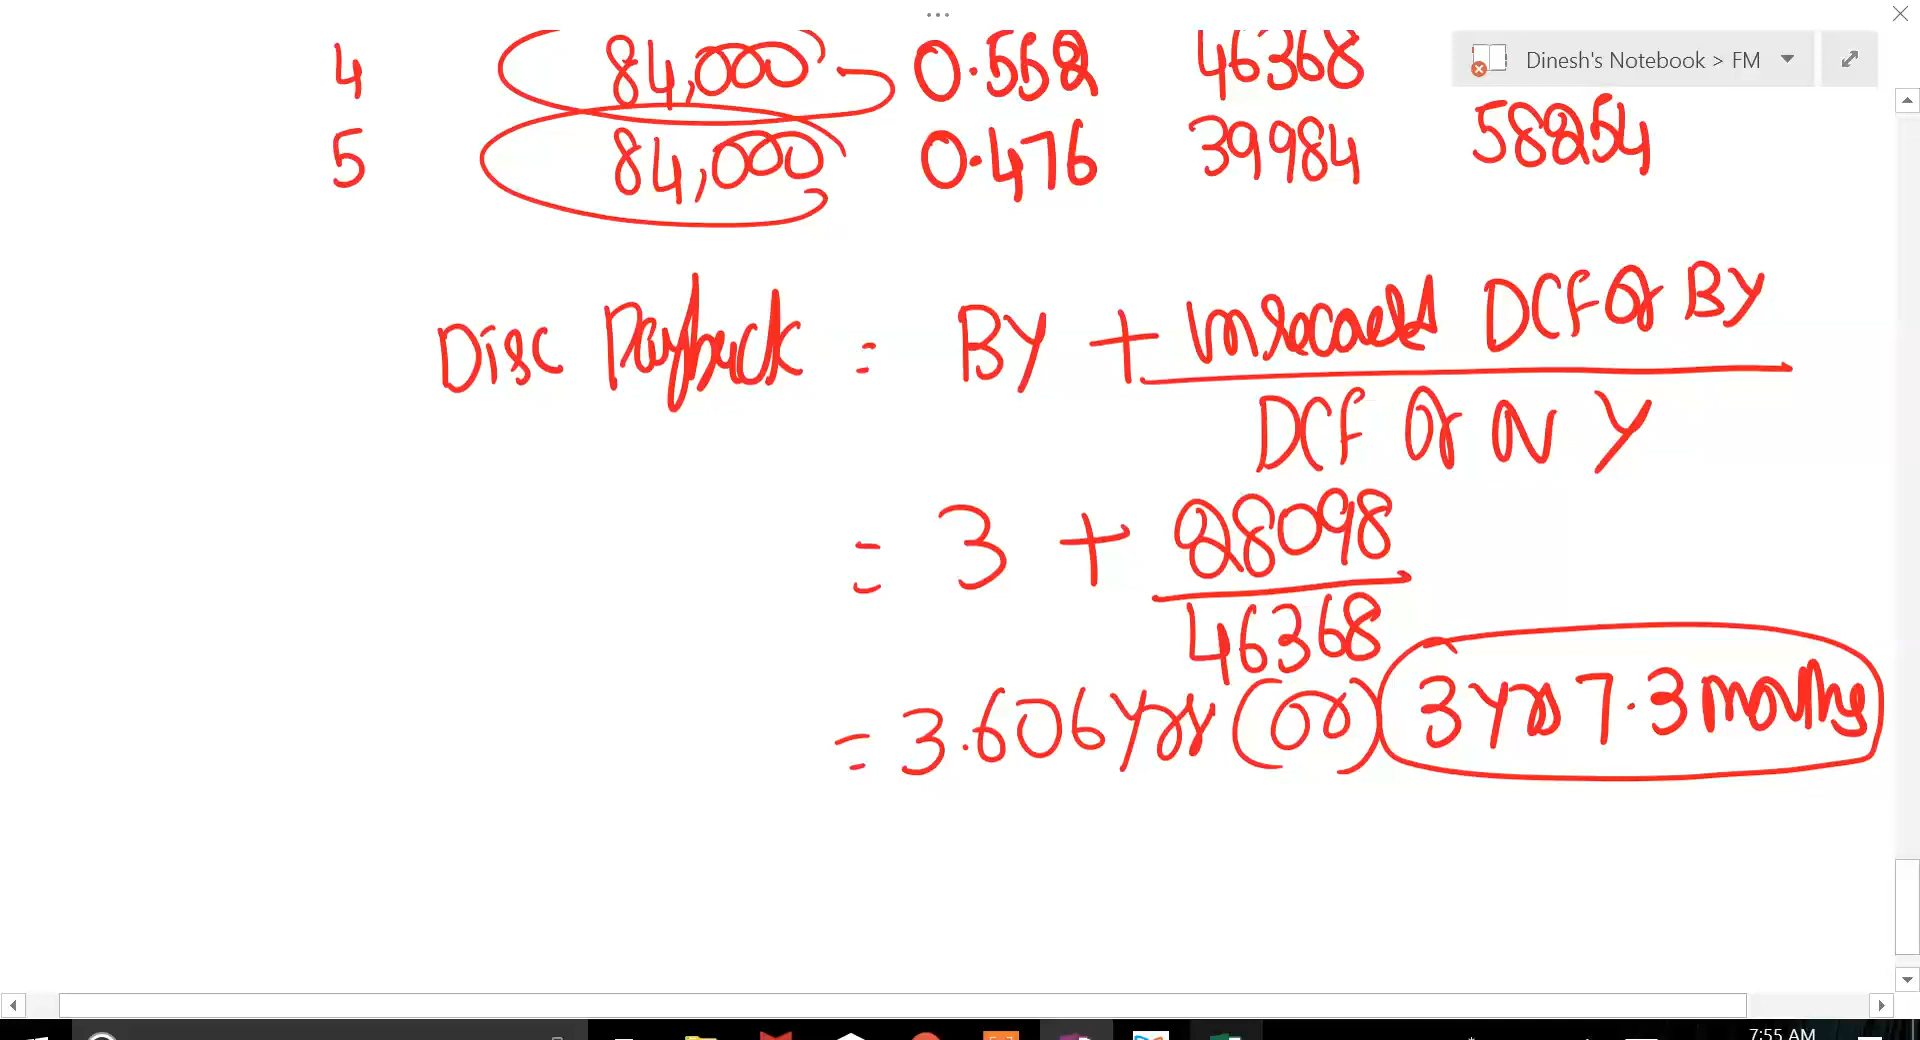 4 84,000 0.552 46368
Dinesh's Notebook > FM
5 84,000 0.476 39984 58254
Disc Payback = BY + DCF of BY
DCF of N Y
= 3 + 28098
46368
= 3.606 Yrs (or) 3 yrs 7.3 months
7:55 AM